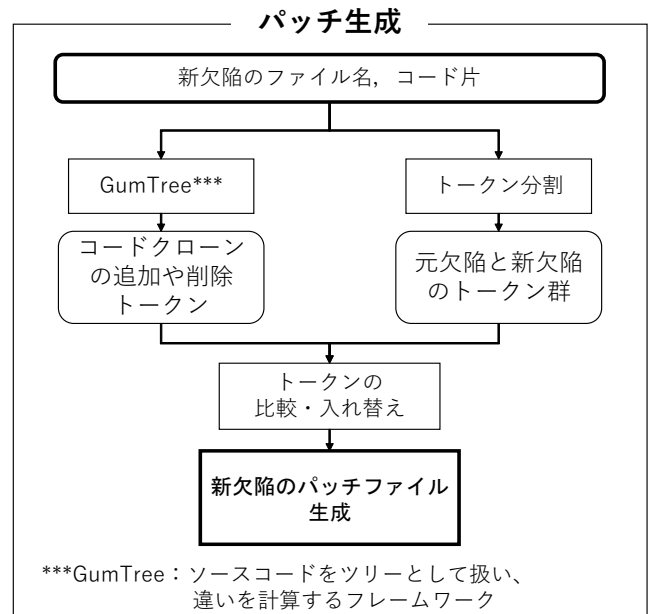 パッチ生成
新欠陥のファイル名，コード片
GumTree***
トークン分割
コードクローン
の追加や削除
トークン
元欠陥と新欠陥
のトークン群
トークンの
比較・入れ替え
新欠陥のパッチファイル
生成
***GumTree：ソースコードをツリーとして扱い、
違いを計算するフレームワーク